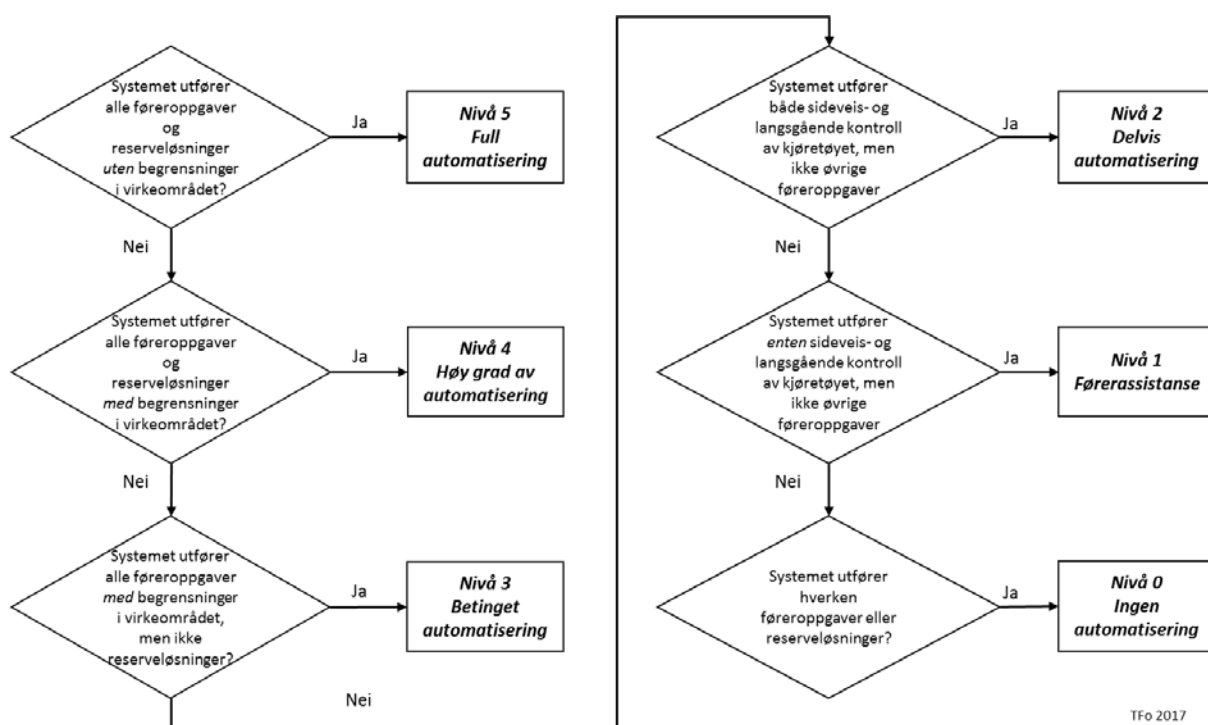 Systemet utfører
alle føreroppgaver
og
reserveløsninger
uten begrensninger
i virkeområdet?
Ja
Nivå 5
Full
automatisering
Nei
Systemet utfører
alle føreroppgaver
og
reserveløsninger
med begrensninger
i virkeområdet?
Ja
Nivå 4
Høy grad av
automatisering
Nei
Systemet utfører
alle føreroppgaver
med begrensninger
i virkeområdet,
men ikke
reserveløsninger?
Ja
Nivå 3
Betinget
automatisering
Nei
Systemet utfører
både sideveis- og
langsgående kontroll
av kjøretøyet, men
ikke øvrige
føreroppgaver
Ja
Nivå 2
Delvis
automatisering
Nei
Systemet utfører
enten sideveis- og
langsgående kontroll
av kjøretøyet, men
ikke øvrige
føreroppgaver
Ja
Nivå 1
Førerassistanse
Nei
Systemet utfører
hverken
føreroppgaver eller
reserveløsninger?
Ja
Nivå 0
Ingen
automatisering
TFo 2017